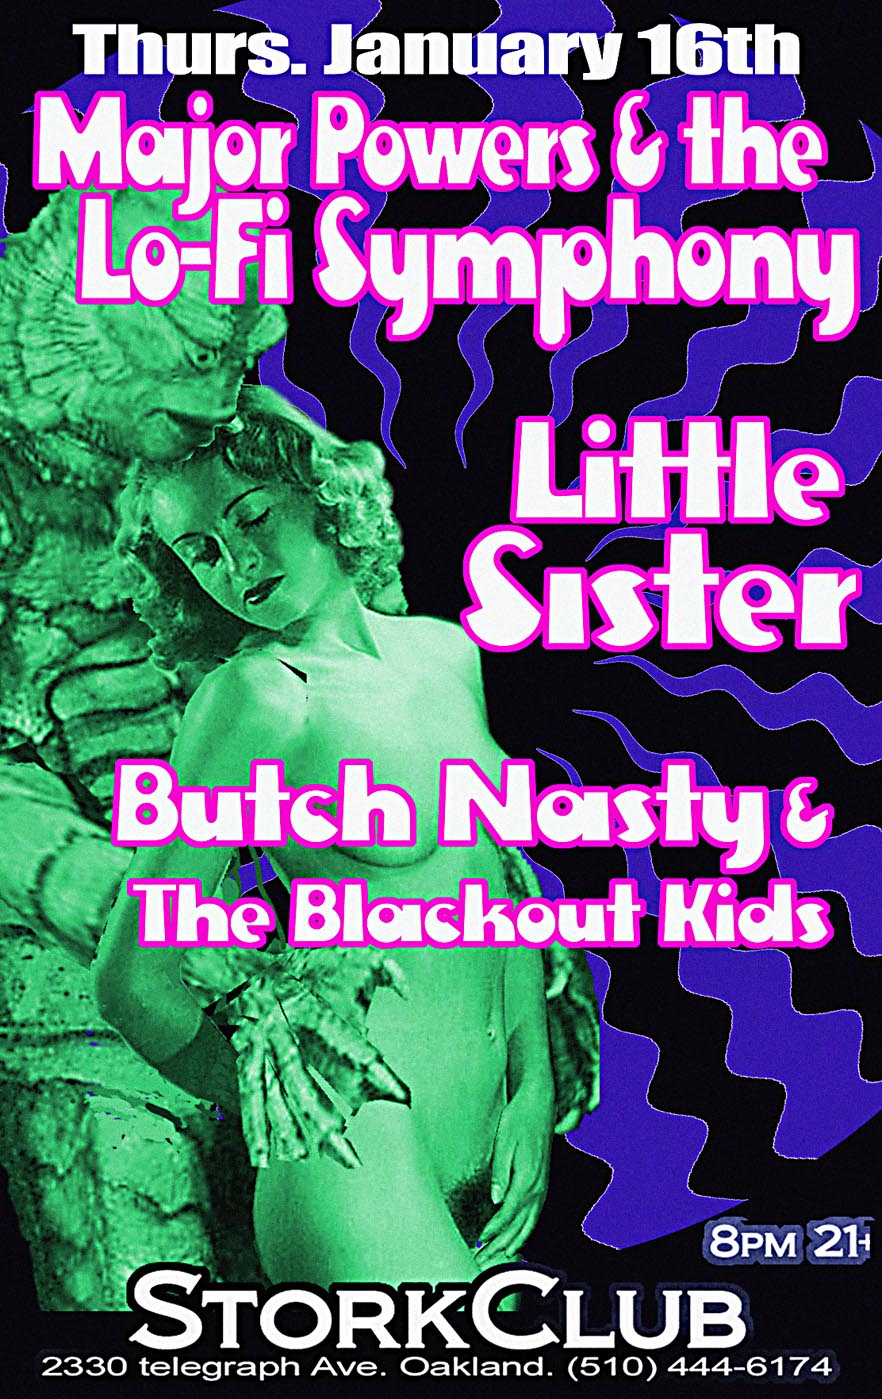 Thurs. January 16th
Major Powers & the
Lo-Fi Symphony
Little
Sister
Butch Nasty &
The Blackout Kids
8PM 21+
StorkClub
2330 telegraph Ave. Oakland. (510) 444-6174